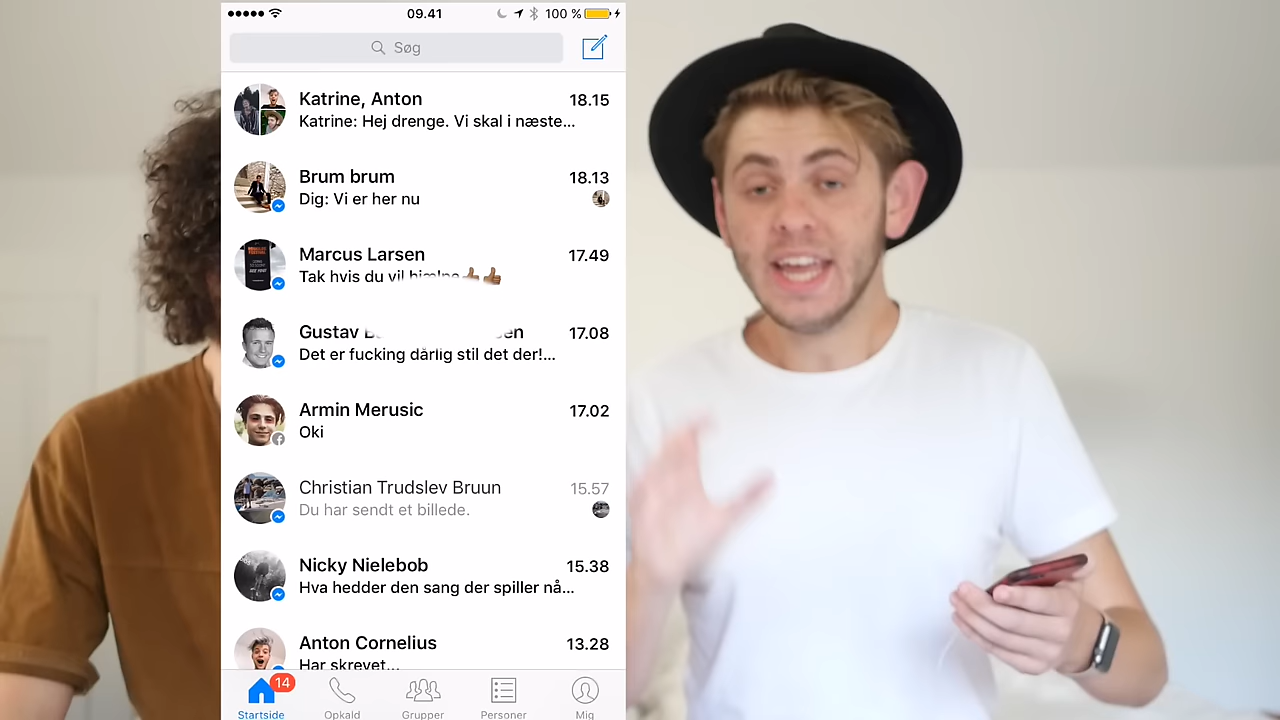 09.41
100 %
Søg
Katrine, Anton
18.15
Katrine: Hej drenge. Vi skal i næste...
Brum brum
18.13
Dig: Vi er her nu
Marcus Larsen
17.49
Tak hvis du vil hjælpe 👍🏾👍🏾
Gustav
17.08
Det er fucking dårlig stil det der!...
Armin Merusic
17.02
Oki
Christian Trudslev Bruun
15.57
Du har sendt et billede.
Nicky Nielebob
15.38
Hva hedder den sang der spiller nå...
Anton Cornelius
13.28
Har skrevet...
14
Startside
Opkald
Grupper
Personer
Mig